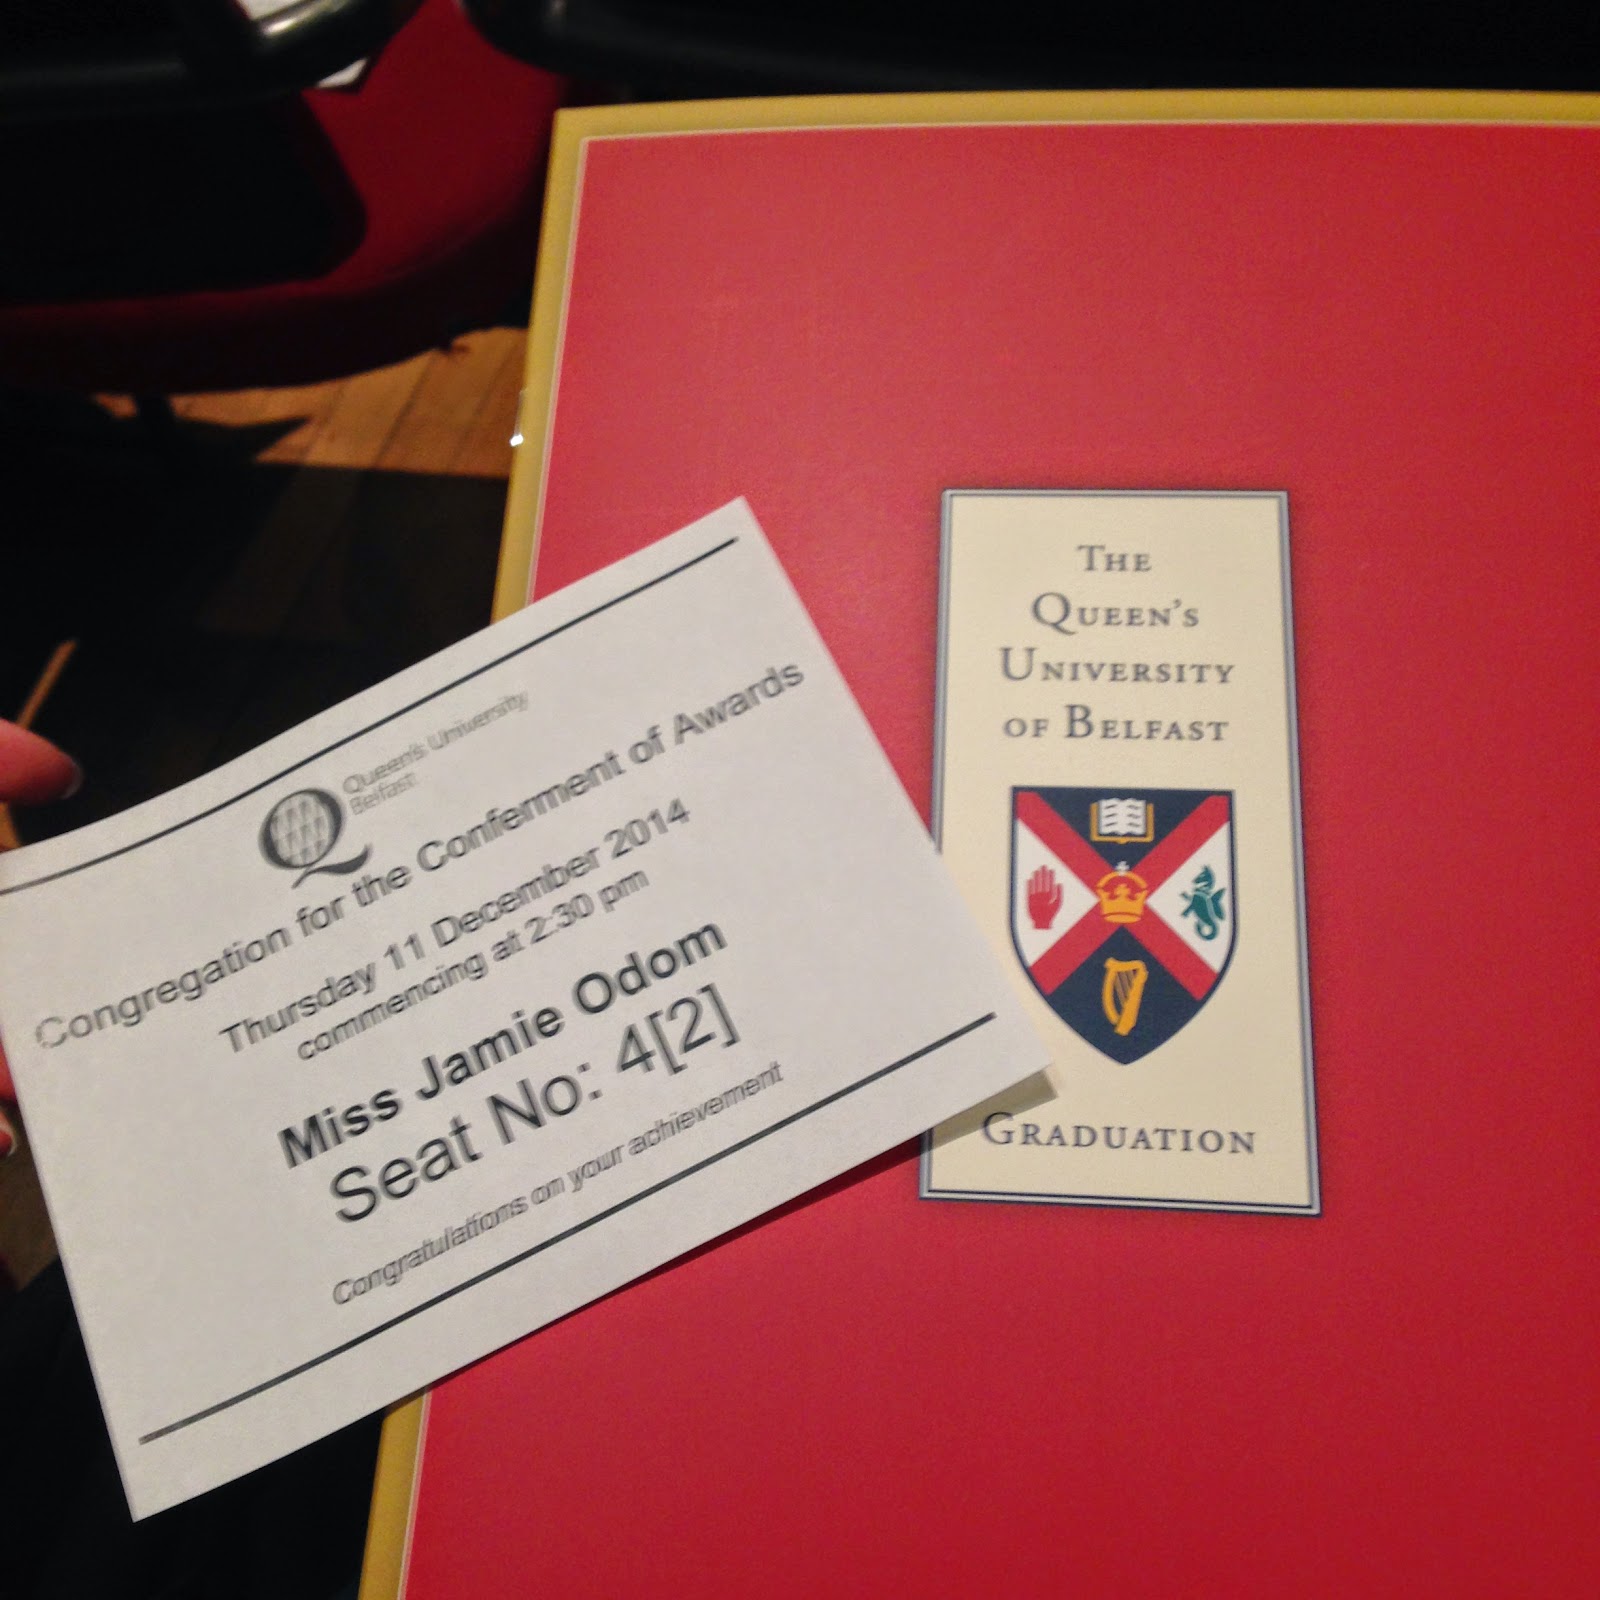 Queen's University
Belfast
Congregation for the Conferment of Awards
Thursday 11 December 2014
commencing at 2:30 pm
Miss Jamie Odom
Seat No: 4[2]
Congratulations on your achievement
THE
QUEEN'S
UNIVERSITY
OF BELFAST
GRADUATION